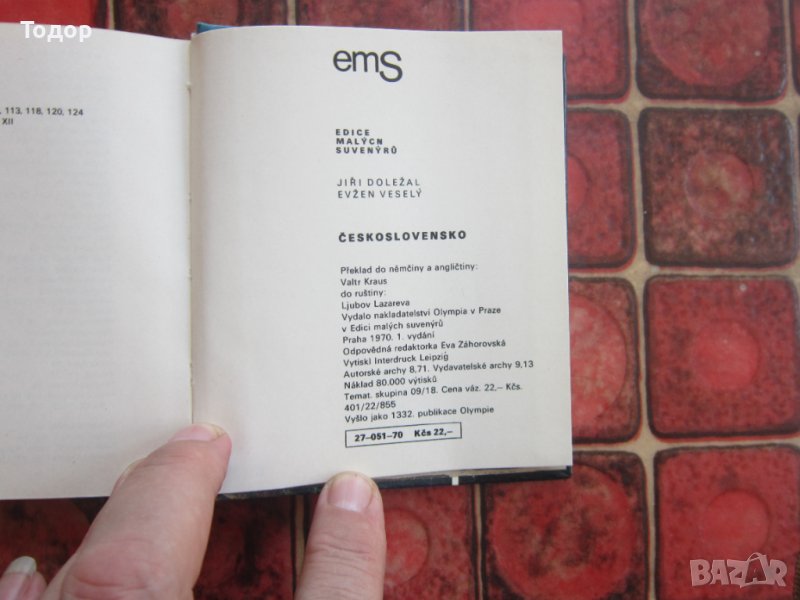 Тодор
, 113, 118, 120, 124
XII
emS
EDICE
MALÝCH
SUVENÝRŮ
JIŘI DOLEŽAL
EVŽEN VESELÝ
ČESKOSLOVENSKO
Překlad do němčiny a angličtiny:
Valtr Kraus
do ruštiny:
Ljubov Lazareva
Vydalo nakladatelství Olympia v Praze
v Edici malých suvenýrů
Praha 1970. 1. vydání
Odpovědná redaktorka Eva Záhorovská
Vytiskl Interdruck Leipzig
Autorské archy 8,71. Vydavatelské archy 9,13
Náklad 80.000 výtisků
Temat. skupina 09/18. Cena váz. 22,– Kčs.
401/22/855
Vyšlo jako 1332. publikace Olympie
27–051–70 Kčs 22,–
BAZAR